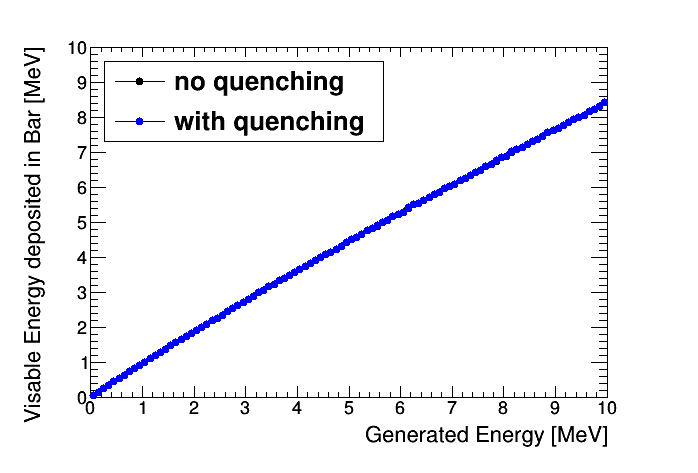 Visable Energy deposited in Bar [MeV]
10
9
8
7
6
5
4
3
2
1
0
no quenching
with quenching
0 1 2 3 4 5 6 7 8 9 10
Generated Energy [MeV]